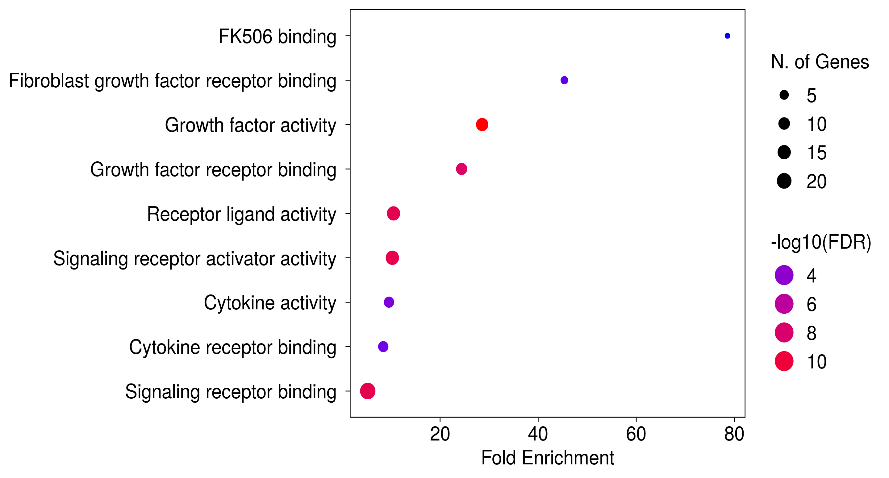 FK506 binding
Fibroblast growth factor receptor binding
Growth factor activity
Growth factor receptor binding
Receptor ligand activity
Signaling receptor activator activity
Cytokine activity
Cytokine receptor binding
Signaling receptor binding
20 40 60 80
Fold Enrichment
N. of Genes
5
10
15
20
-log10(FDR)
4
6
8
10